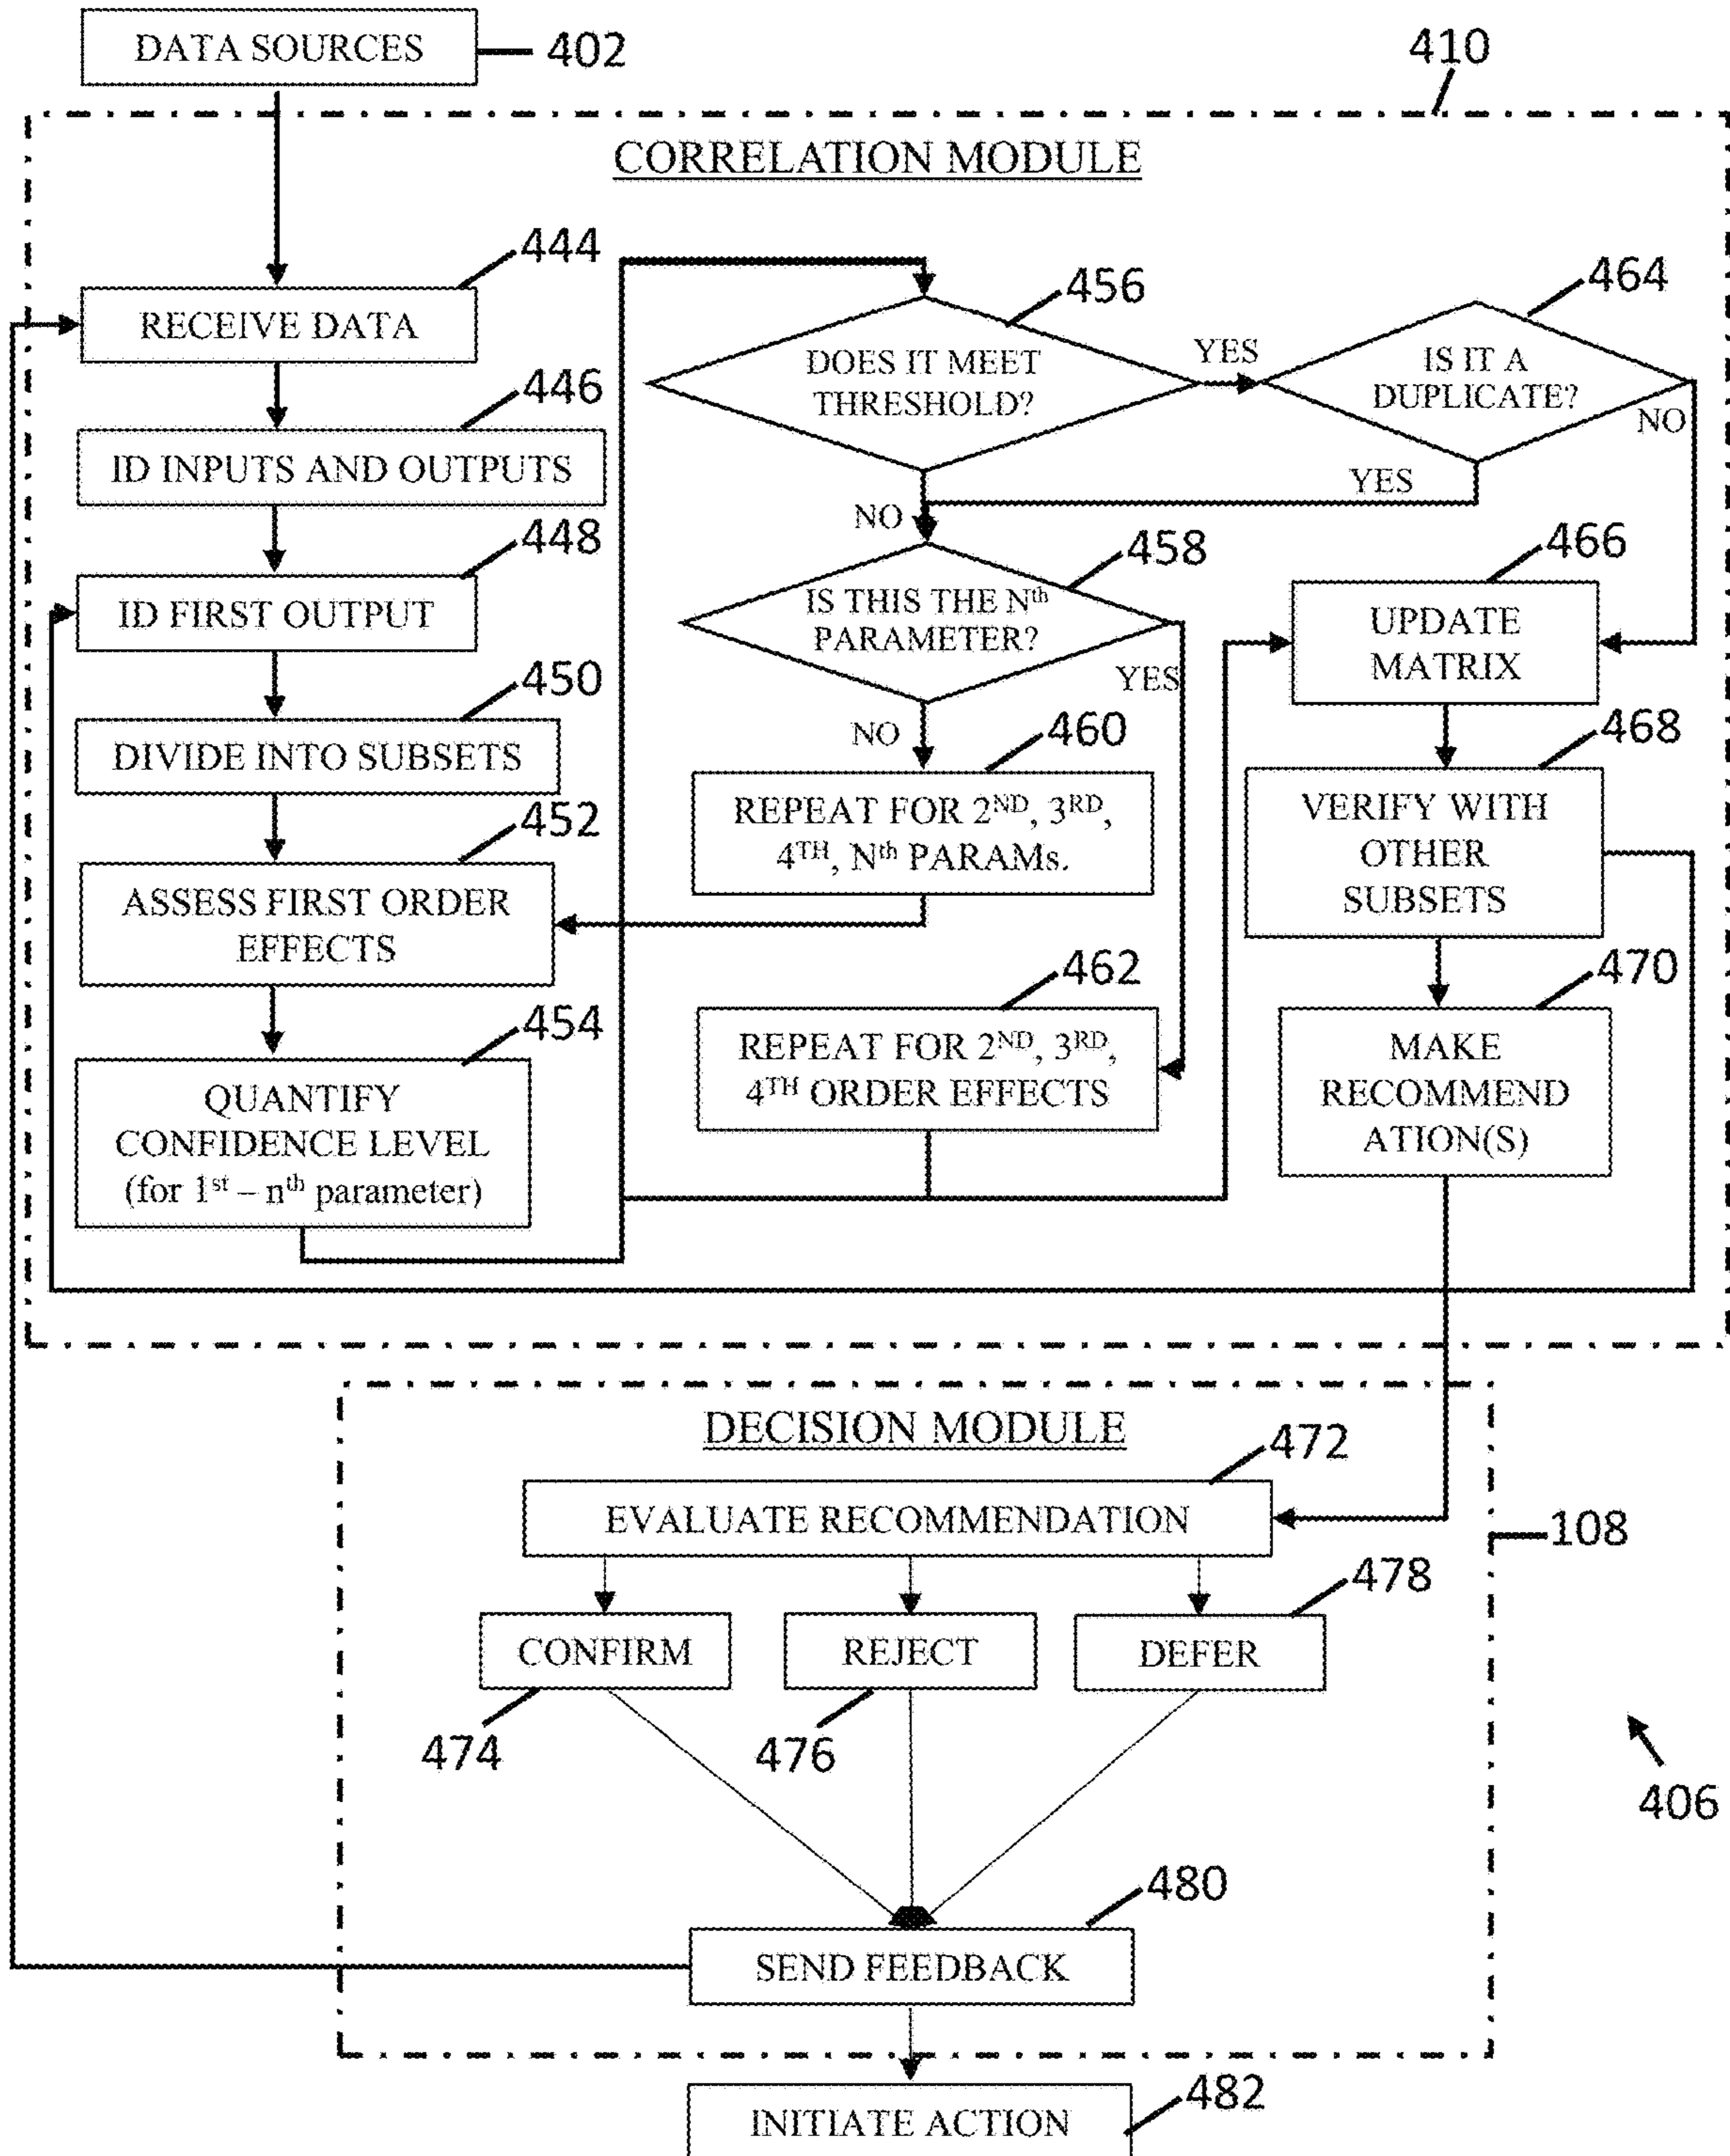 DATA SOURCES
402
410
CORRELATION MODULE
444
RECEIVE DATA
446
ID INPUTS AND OUTPUTS
448
ID FIRST OUTPUT
450
DIVIDE INTO SUBSETS
452
ASSESS FIRST ORDER
EFFECTS
454
QUANTIFY
CONFIDENCE LEVEL
(for 1st – nth parameter)
456
DOES IT MEET
THRESHOLD?
YES
NO
464
IS IT A
DUPLICATE?
NO
YES
458
IS THIS THE Nth
PARAMETER?
YES
NO
460
REPEAT FOR 2ND, 3RD,
4TH, Nth PARAMs.
462
REPEAT FOR 2ND, 3RD,
4TH ORDER EFFECTS
466
UPDATE
MATRIX
468
VERIFY WITH
OTHER
SUBSETS
470
MAKE
RECOMMEND
ATION(S)
DECISION MODULE
108
472
EVALUATE RECOMMENDATION
478
CONFIRM
REJECT
DEFER
474
476
406
480
SEND FEEDBACK
482
INITIATE ACTION